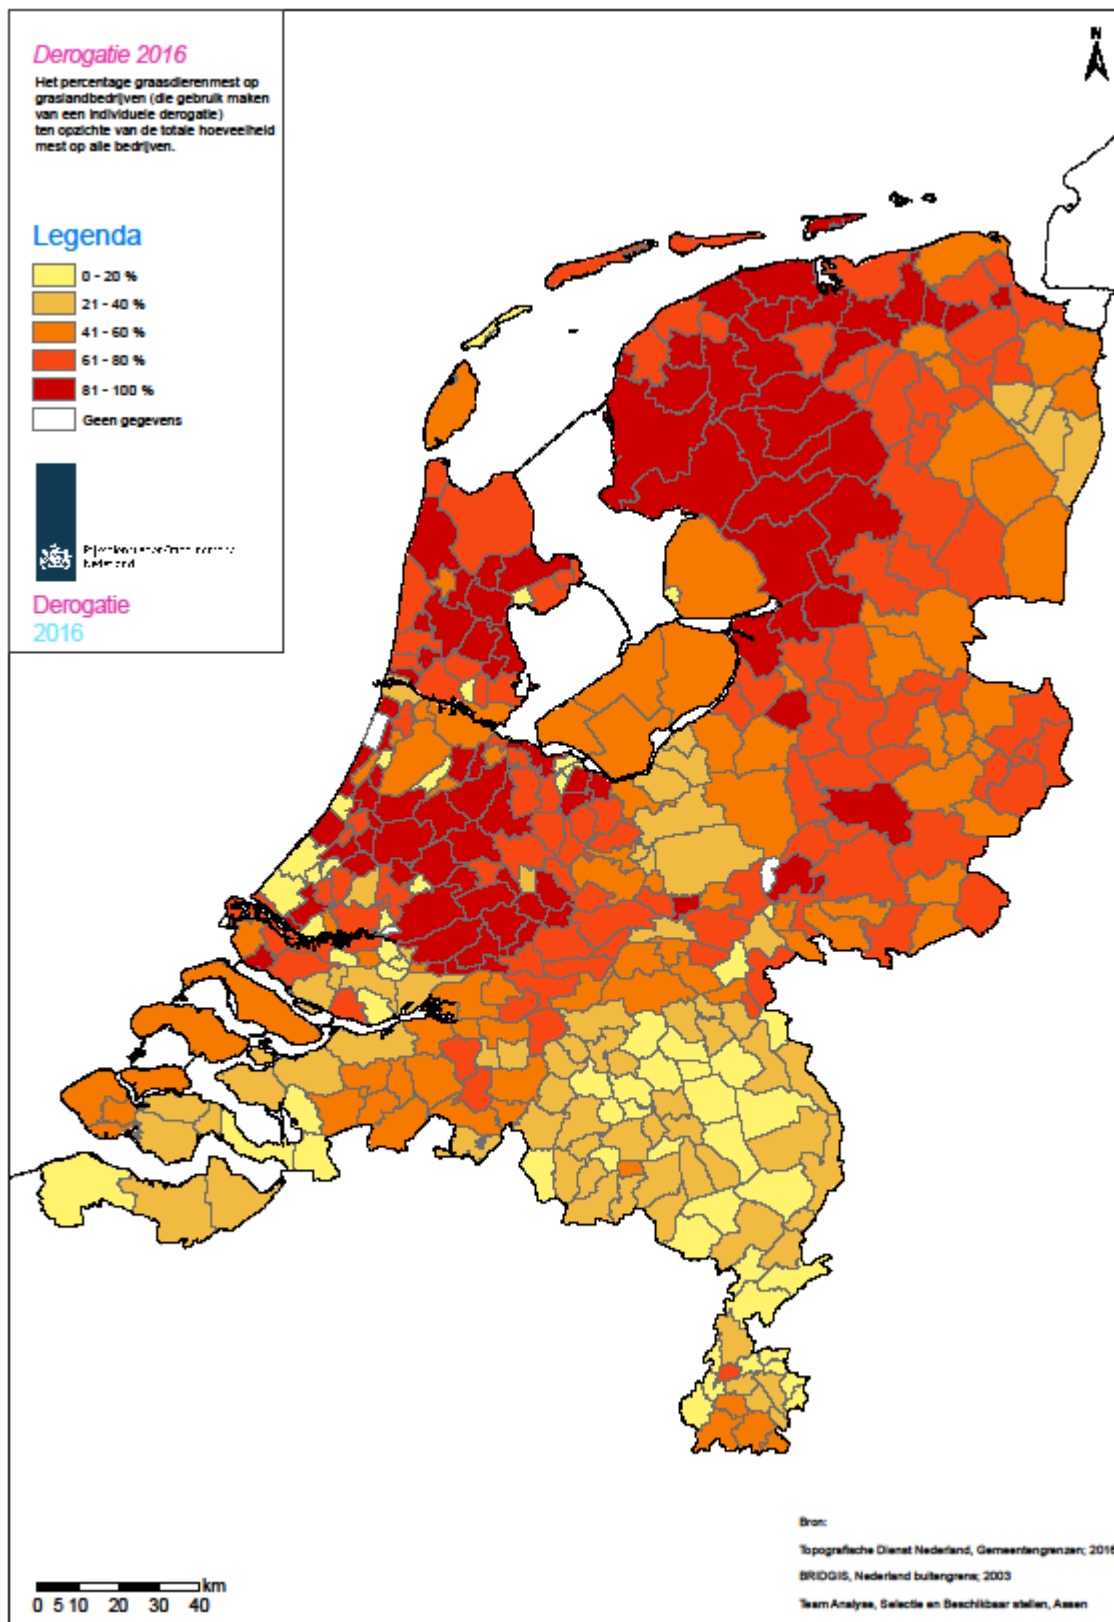 Derogatie 2016
Het percentage graasdierenmest op
graslandbedrijven (die gebruik maken
van een individuele derogatie)
ten opzichte van de totale hoeveelheid
mest op alle bedrijven.
N
Legenda
0 - 20 %
21 - 40 %
41 - 60 %
61 - 80 %
81 - 100 %
Geen gegevens
Derogatie
2016
Bron:
Topografische Dienst Nederland, Gemeentengrenzen; 2016
BRIDGIS, Nederland buitengrens; 2003
Team Analyse, Selectie en Beschikbaar stellen, Assen
km
0 5 10 20 30 40